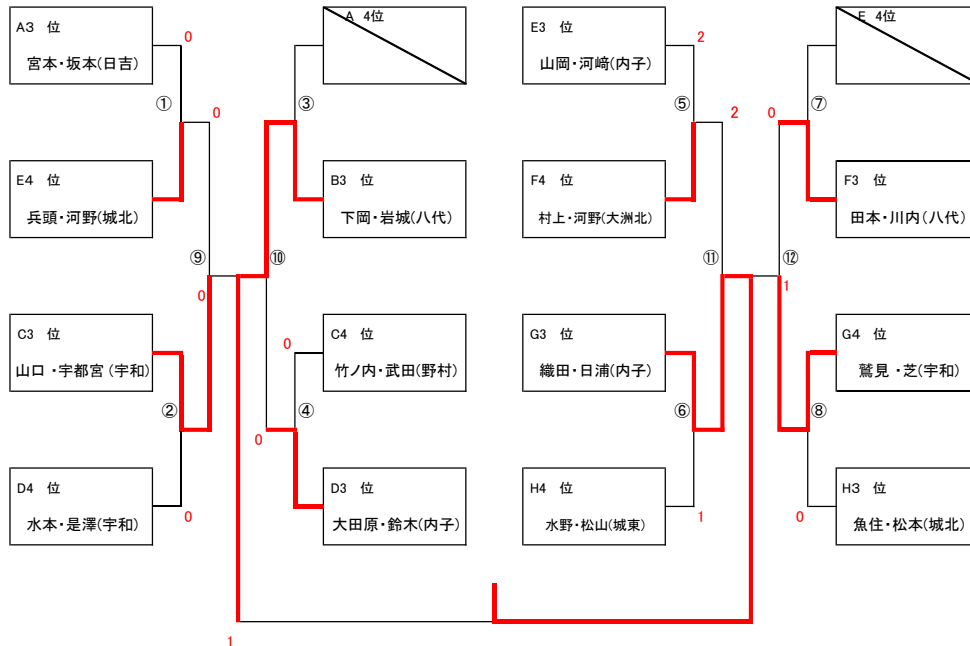 A3 位
宮本・坂本(日吉)
0
A 4位
E3 位
山岡・河﨑(内子)
2
E 4位
①
0
③
⑤
2
0
⑦
E4 位
兵頭・河野(城北)
B3 位
下岡・岩城(八代)
F4 位
村上・河野(大洲北)
F3 位
田本・川内(八代)
⑨
0
⑩
⑪
⑫
1
C3 位
山口 ・宇都宮 (宇和)
0
C4 位
竹ノ内・武田(野村)
G3 位
織田・日浦(内子)
G4 位
鷲見 ・芝(宇和)
②
0
④
⑥
⑧
D4 位
水本・是澤(宇和)
0
D3 位
大田原・鈴木(内子)
H4 位
水野・松山(城東)
1
0
H3 位
魚住・松本(城北)
1